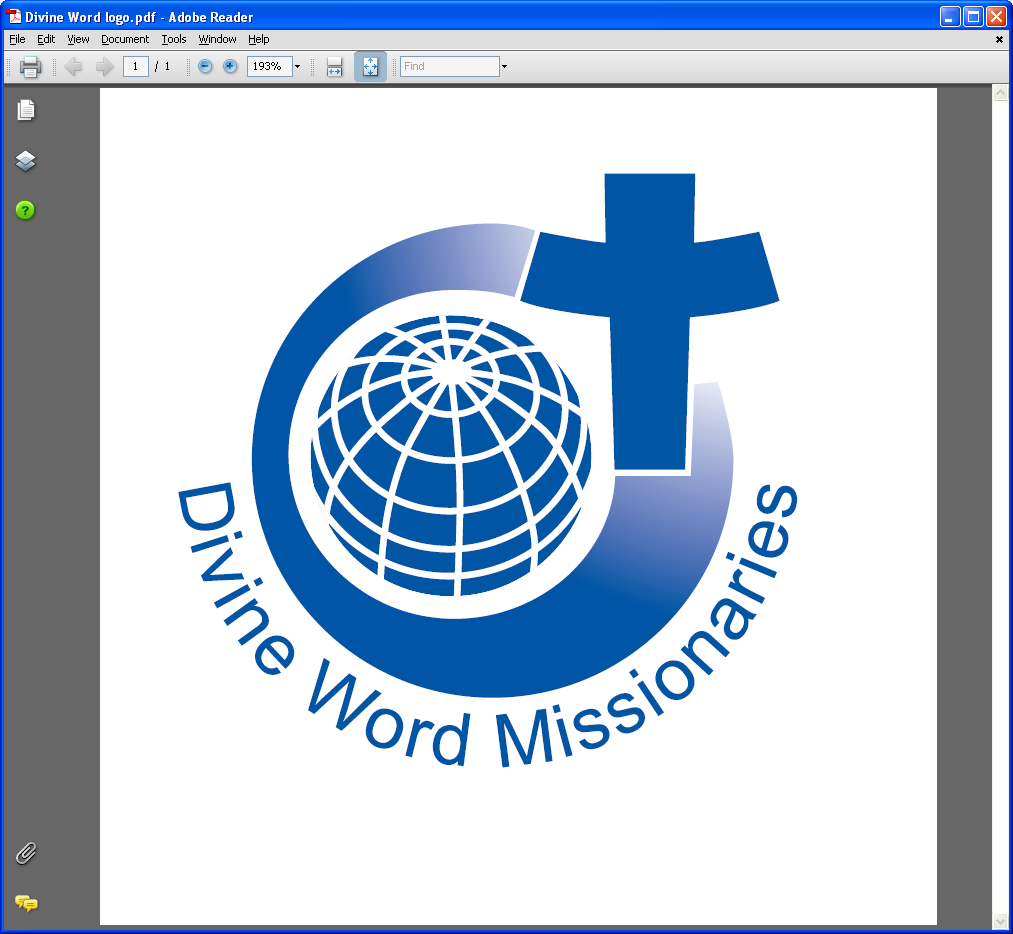 Divine Word logo.pdf - Adobe Reader
File Edit View Document Tools Window Help
1 / 1 193% Find
?
Divine Word Missionaries